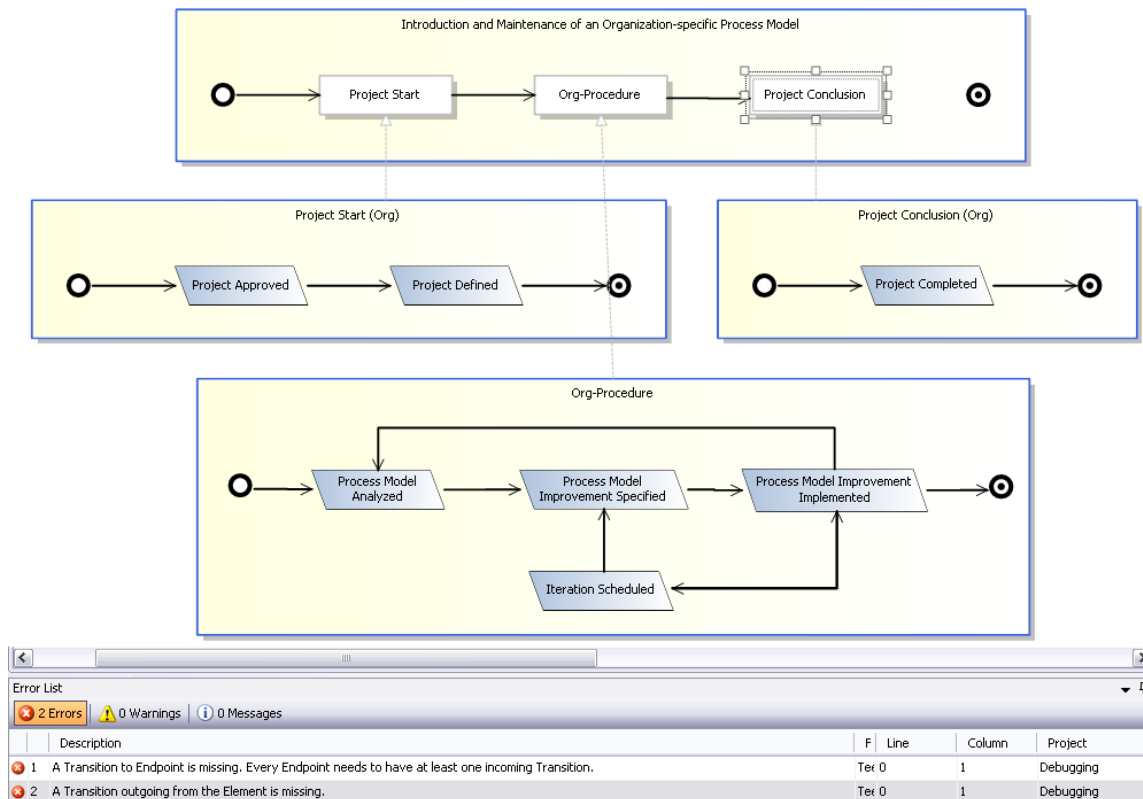 Introduction and Maintenance of an Organization-specific Process Model
Project Start
Org-Procedure
Project Conclusion
Project Start (Org)
Project Approved
Project Defined
Project Conclusion (Org)
Project Completed
Org-Procedure
Process Model
Analyzed
Process Model
Improvement Specified
Process Model Improvement
Implemented
Iteration Scheduled
Error List
2 Errors
0 Warnings
0 Messages
Description F Line Column Project
1 A Transition to Endpoint is missing. Every Endpoint needs to have at least one incoming Transition. 0 1 Debugging
2 A Transition outgoing from the Element is missing. 0 1 Debugging